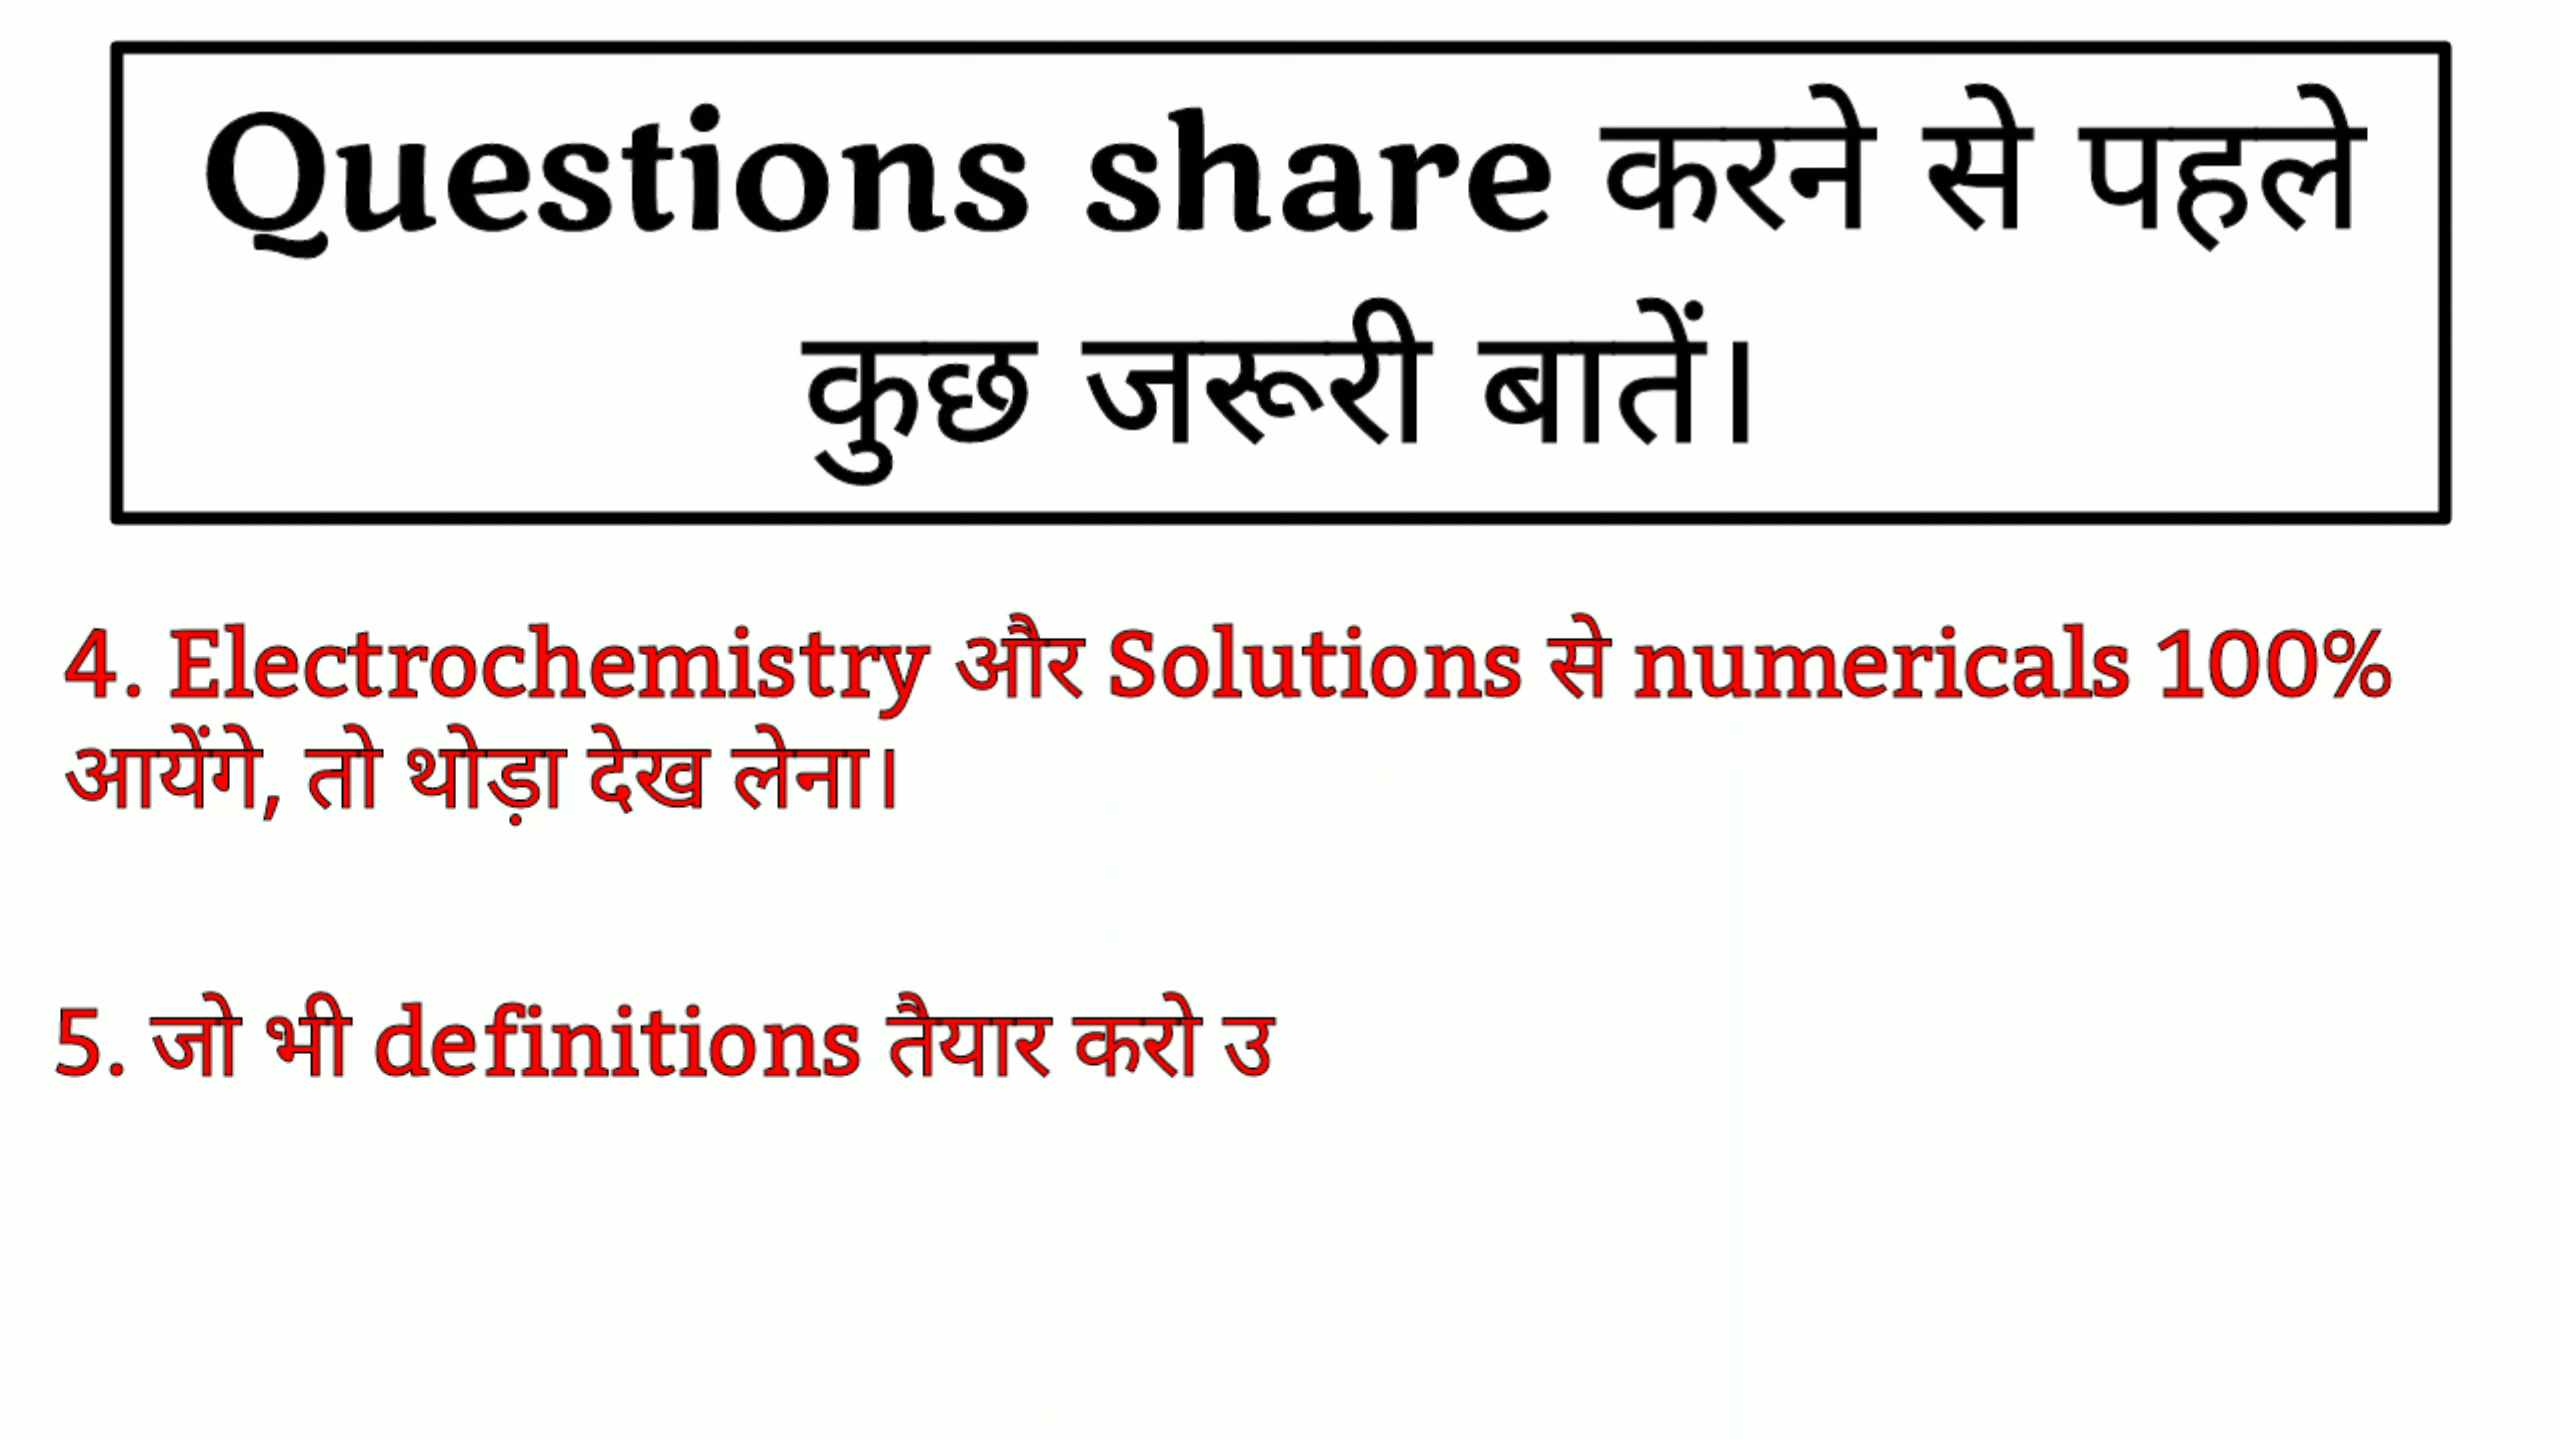 Questions share करने से पहले
कुछ जरूरी बातें।
4. Electrochemistry और Solutions से numericals 100%
आयेंगे, तो थोड़ा देख लेना।
5. जो भी definitions तैयार करो उ